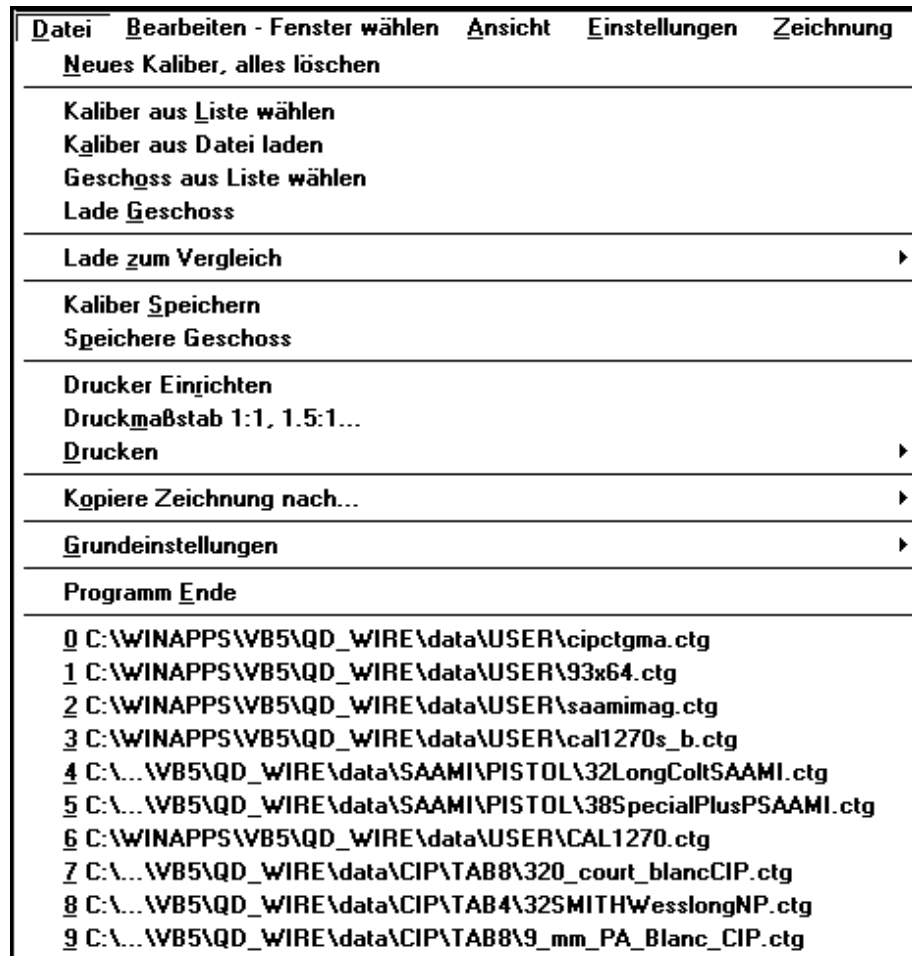 Datei Bearbeiten - Fenster wählen Ansicht Einstellungen Zeichnung
Neues Kaliber, alles löschen
Kaliber aus Liste wählen
Kaliber aus Datei laden
Geschoss aus Liste wählen
Lade Geschoss
Lade zum Vergleich
Kaliber Speichern
Speichere Geschoss
Drucker Einrichten
Druckmaßstab 1:1, 1.5:1...
Drucken
Kopiere Zeichnung nach...
Grundeinstellungen
Programm Ende
0 C:\WINAPPS\VB5\QD_WIRE\data\USER\cipctgma.ctg
1 C:\WINAPPS\VB5\QD_WIRE\data\USER\93x64.ctg
2 C:\WINAPPS\VB5\QD_WIRE\data\USER\saamimag.ctg
3 C:\WINAPPS\VB5\QD_WIRE\data\USER\cal1270s_b.ctg
4 C:\...\VB5\QD_WIRE\data\SAAMI\PISTOL\32LongColtSAAMI.ctg
5 C:\...\VB5\QD_WIRE\data\SAAMI\PISTOL\38SpecialPlusPSAAMI.ctg
6 C:\WINAPPS\VB5\QD_WIRE\data\USER\CAL1270.ctg
7 C:\...\VB5\QD_WIRE\data\CIP\TAB8\320_court_blancCIP.ctg
8 C:\...\VB5\QD_WIRE\data\CIP\TAB4\32SMITHWesslongNP.ctg
9 C:\...\VB5\QD_WIRE\data\CIP\TAB8\9_mm_PA_Blanc_CIP.ctg